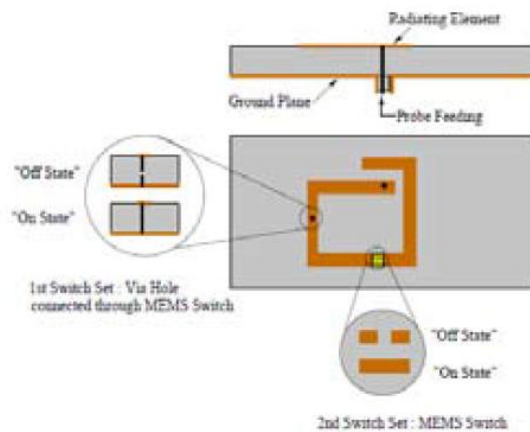 Radiating Element
Ground Plane
Probe Feeding
"Off State"
"On State"
1st Switch Set : Via Hole
connected through MEMS Switch
"Off State"
"On State"
2nd Switch Set : MEMS Switch